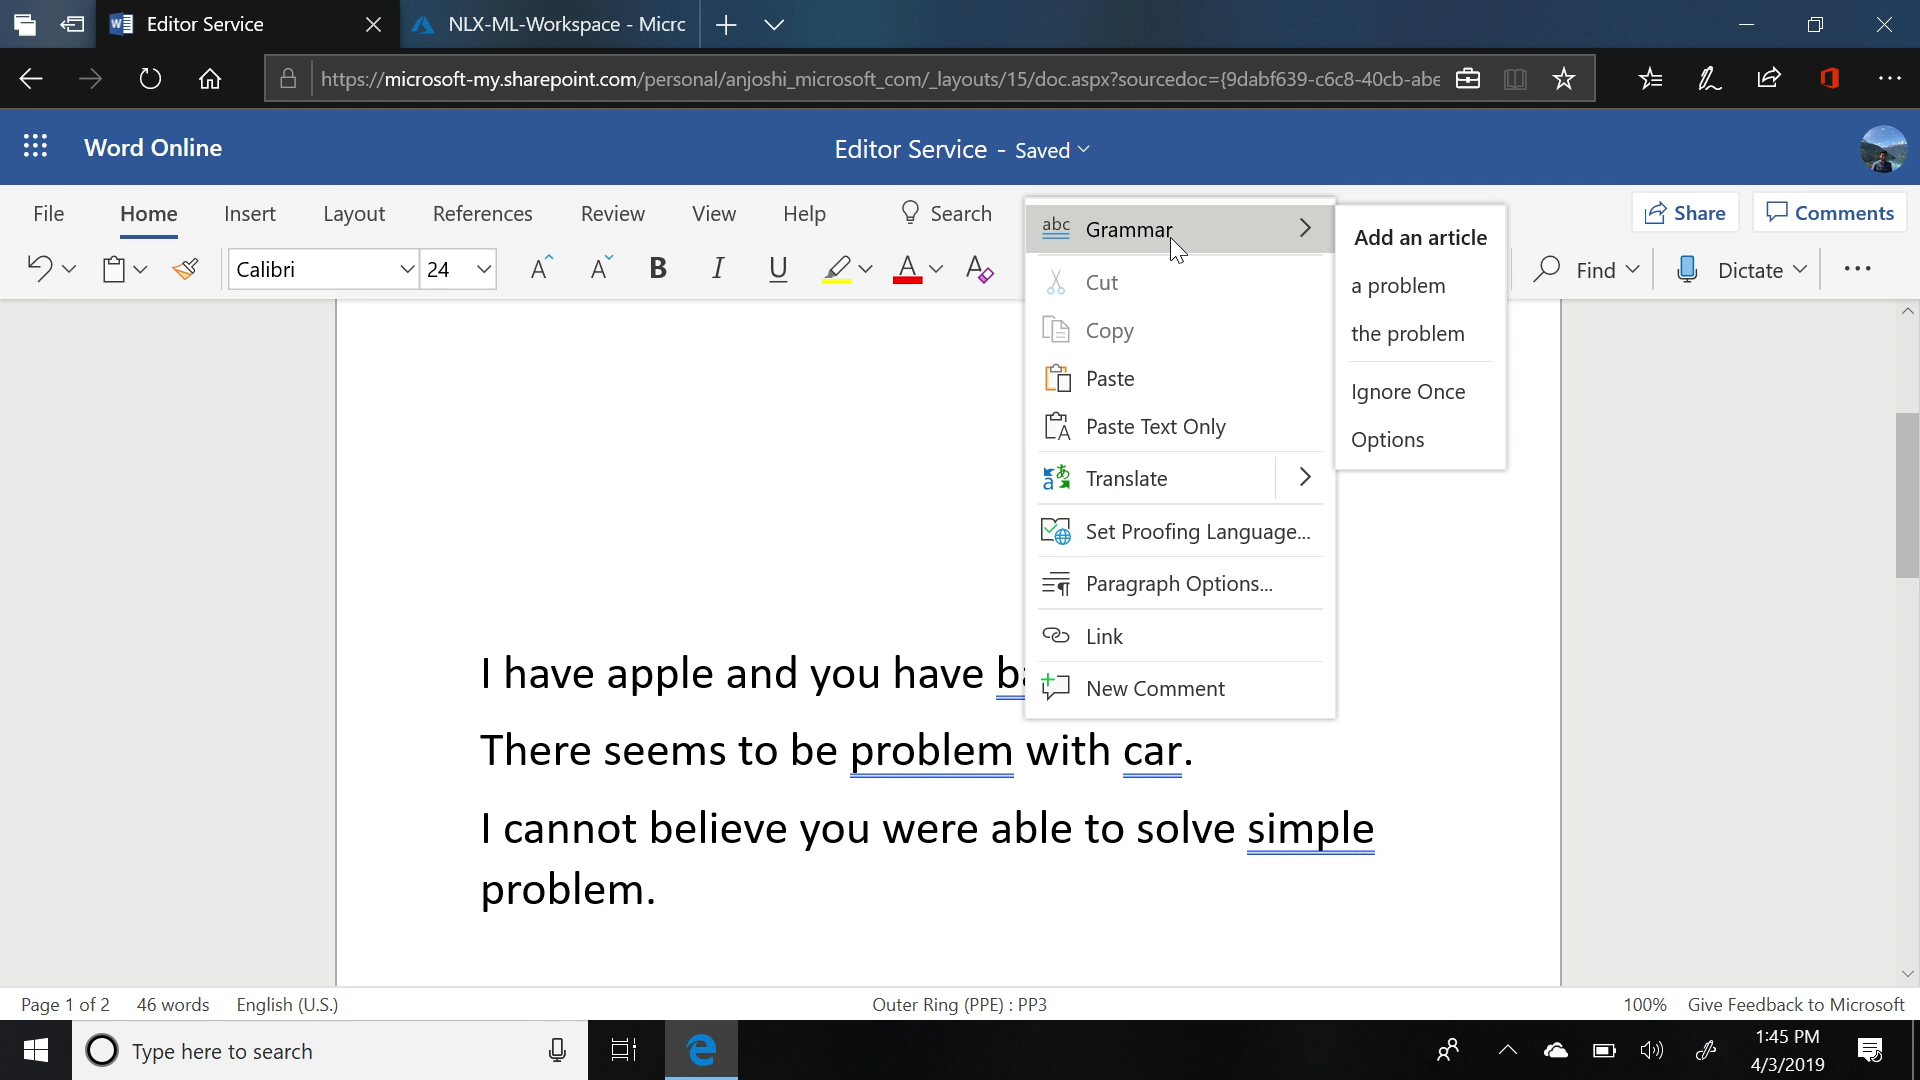 Editor Service
NLX-ML-Workspace - Micrc
https://microsoft-my.sharepoint.com/personal/anjoshi_microsoft_com/_layouts/15/doc.aspx?sourcedoc={9dabf639-c6c8-40cb-abe
Word Online
Editor Service - Saved
File Home Insert Layout References Review View Help Search
Share Comments
Calibri 24 A A B I U A A
Find Dictate
abc Grammar
Cut
Copy
Paste
Paste Text Only
Translate
Set Proofing Language...
Paragraph Options...
Link
New Comment
Add an article
a problem
the problem
Ignore Once
Options
I have apple and you have
There seems to be problem with car.
I cannot believe you were able to solve simple
problem.
Page 1 of 2 46 words English (U.S.) Outer Ring (PPE) : PP3 100% Give Feedback to Microsoft
Type here to search
1:45 PM
4/3/2019